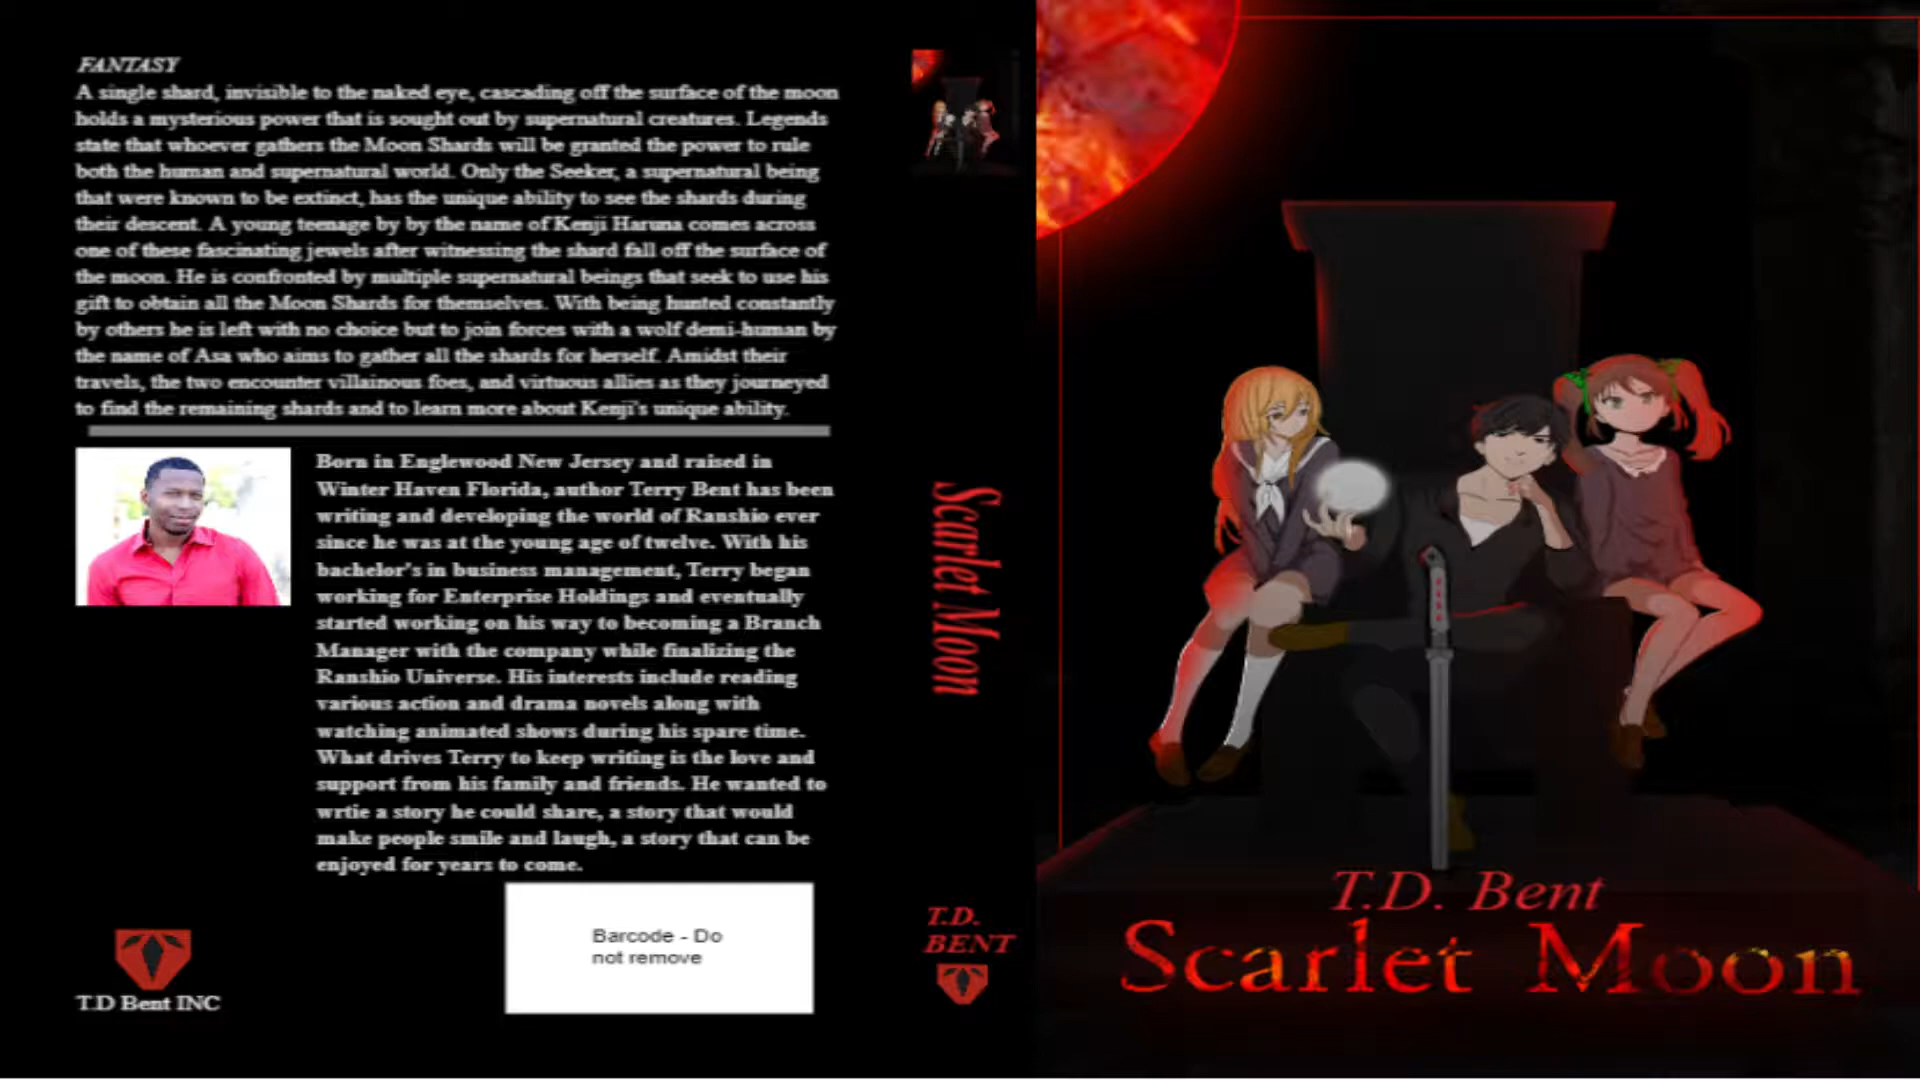 FANTASY
A single shard, invisible to the naked eye, cascading off the surface of the moon
holds a mysterious power that is sought out by supernatural creatures. Legends
state that whoever gathers the Moon Shards will be granted the power to rule
both the human and supernatural world. Only the Seeker, a supernatural being
that were known to be extinct, has the unique ability to see the shards during
their descent. A young teenage by by the name of Kenji Haruna comes across
one of these fascinating jewels after witnessing the shard fall off the surface of
the moon. He is confronted by multiple supernatural beings that seek to use his
gift to obtain all the Moon Shards for themselves. With being hunted constantly
by others he is left with no choice but to join forces with a wolf demi-human by
the name of Asa who aims to gather all the shards for herself. Amidst their
travels, the two encounter villainous foes, and virtuous allies as they journeyed
to find the remaining shards and to learn more about Kenji's unique ability.
Born in Englewood New Jersey and raised in
Winter Haven Florida, author Terry Bent has been
writing and developing the world of Ranshio ever
since he was at the young age of twelve. With his
bachelor's in business management, Terry began
working for Enterprise Holdings and eventually
started working on his way to becoming a Branch
Manager with the company while finalizing the
Ranshio Universe. His interests include reading
various action and drama novels along with
watching animated shows during his spare time.
What drives Terry to keep writing is the love and
support from his family and friends. He wanted to
wrtie a story he could share, a story that would
make people smile and laugh, a story that can be
enjoyed for years to come.
Barcode - Do
not remove
T.D Bent INC
Scarlet Moon
T.D.
BENT
T.D. Bent
Scarlet Moon